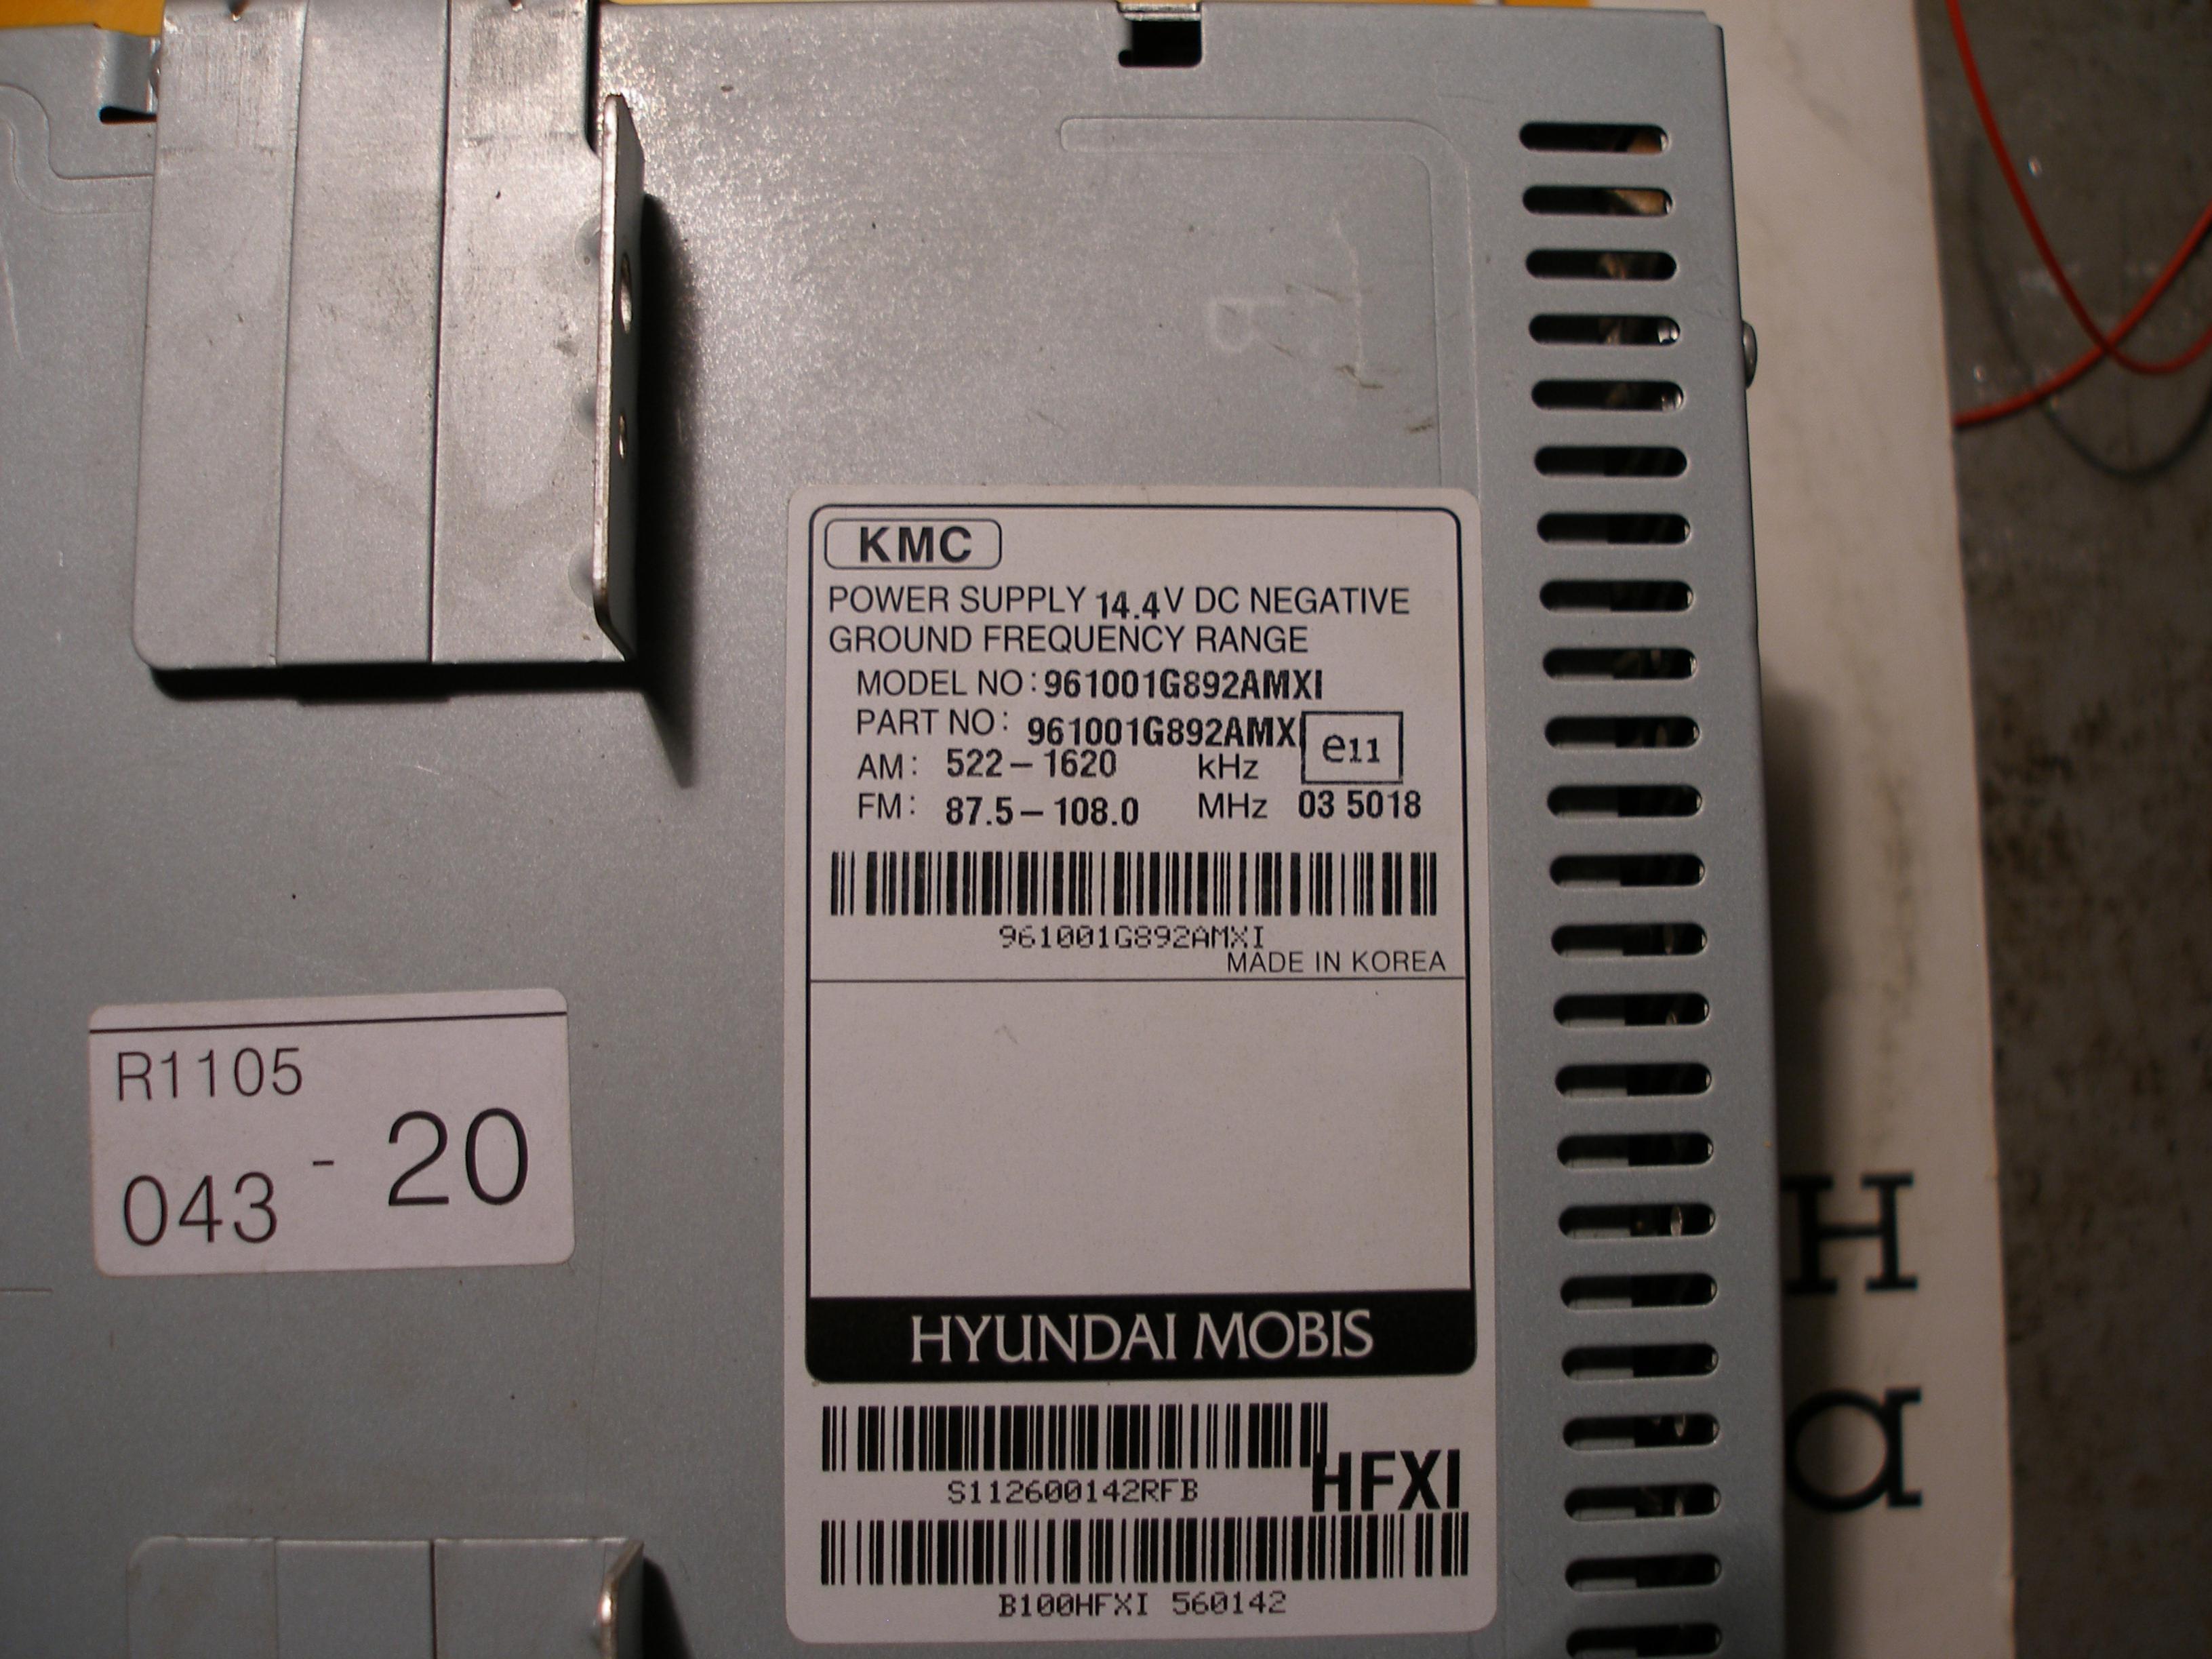 KMC
POWER SUPPLY 14.4V DC NEGATIVE
GROUND FREQUENCY RANGE
MODEL NO: 961001G892AMXI
PART NO: 961001G892AMX
e11
AM: 522-1620 kHz
FM: 87.5-108.0 MHz 03 5018
961001G892AMXI
MADE IN KOREA
R1105
043 - 20
HYUNDAI MOBIS
S112600142RFB
HFXI
B100HFXI 560142
H
a